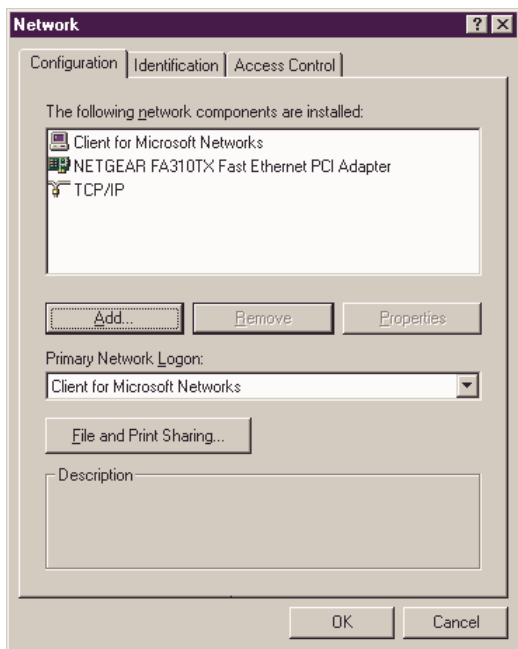 Network
Configuration Identification Access Control
The following network components are installed:
Client for Microsoft Networks
NETGEAR FA310TX Fast Ethernet PCI Adapter
TCP/IP
Add... Remove Properties
Primary Network Logon:
Client for Microsoft Networks
File and Print Sharing...
Description
OK Cancel